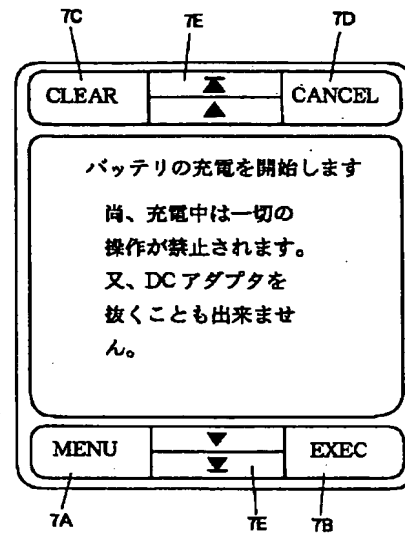 7C 7E 7D
CLEAR CANCEL
バッテリの充電を開始します
尚、充電中は一切の
操作が禁止されます。
又、DCアダプタを
抜くことも出来ませ
ん。
MENU EXEC
7A 7E 7B